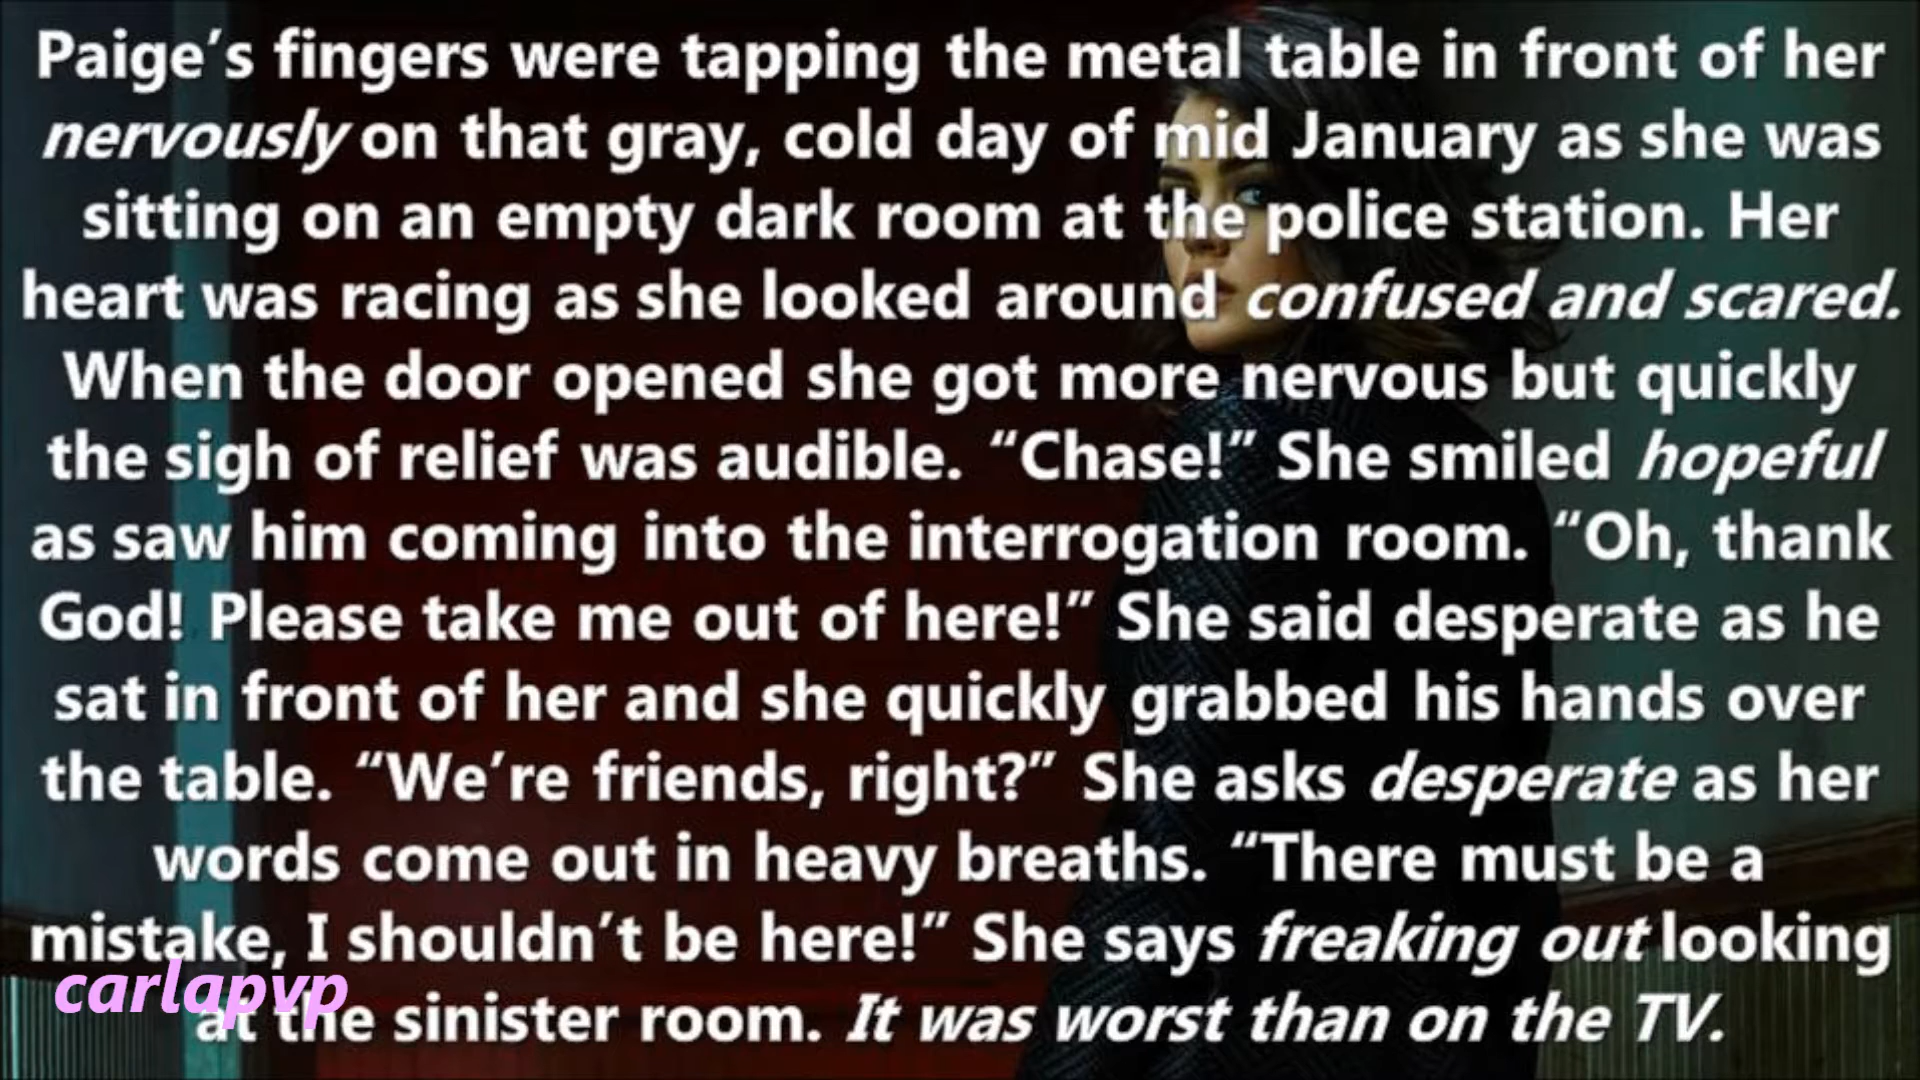 Paige’s fingers were tapping the metal table in front of her
nervously on that gray, cold day of mid January as she was
sitting on an empty dark room at the police station. Her
heart was racing as she looked around confused and scared.
When the door opened she got more nervous but quickly
the sigh of relief was audible. “Chase!” She smiled hopeful
as saw him coming into the interrogation room. “Oh, thank
God! Please take me out of here!” She said desperate as he
sat in front of her and she quickly grabbed his hands over
the table. “We’re friends, right?” She asks desperate as her
words come out in heavy breaths. “There must be a
mistake, I shouldn’t be here!” She says freaking out looking
at the sinister room. It was worst than on the TV.
carlapvp